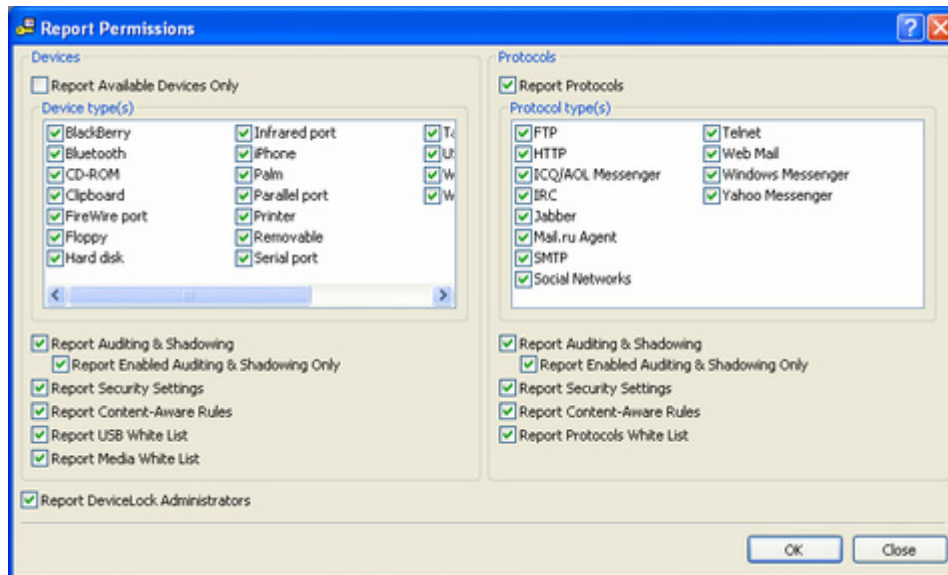 Report Permissions
Devices
Report Available Devices Only
Device type(s)
BlackBerry
Bluetooth
CD-ROM
Clipboard
FireWire port
Floppy
Hard disk
Infrared port
iPhone
Palm
Parallel port
Printer
Removable
Serial port
Report Auditing & Shadowing
Report Enabled Auditing & Shadowing Only
Report Security Settings
Report Content-Aware Rules
Report USB White List
Report Media White List
Protocols
Report Protocols
Protocol type(s)
FTP
HTTP
ICQ/AOL Messenger
IRC
Jabber
Mail.ru Agent
SMTP
Social Networks
Telnet
Web Mail
Windows Messenger
Yahoo Messenger
Report Auditing & Shadowing
Report Enabled Auditing & Shadowing Only
Report Security Settings
Report Content-Aware Rules
Report Protocols White List
Report DeviceLock Administrators
OK
Close